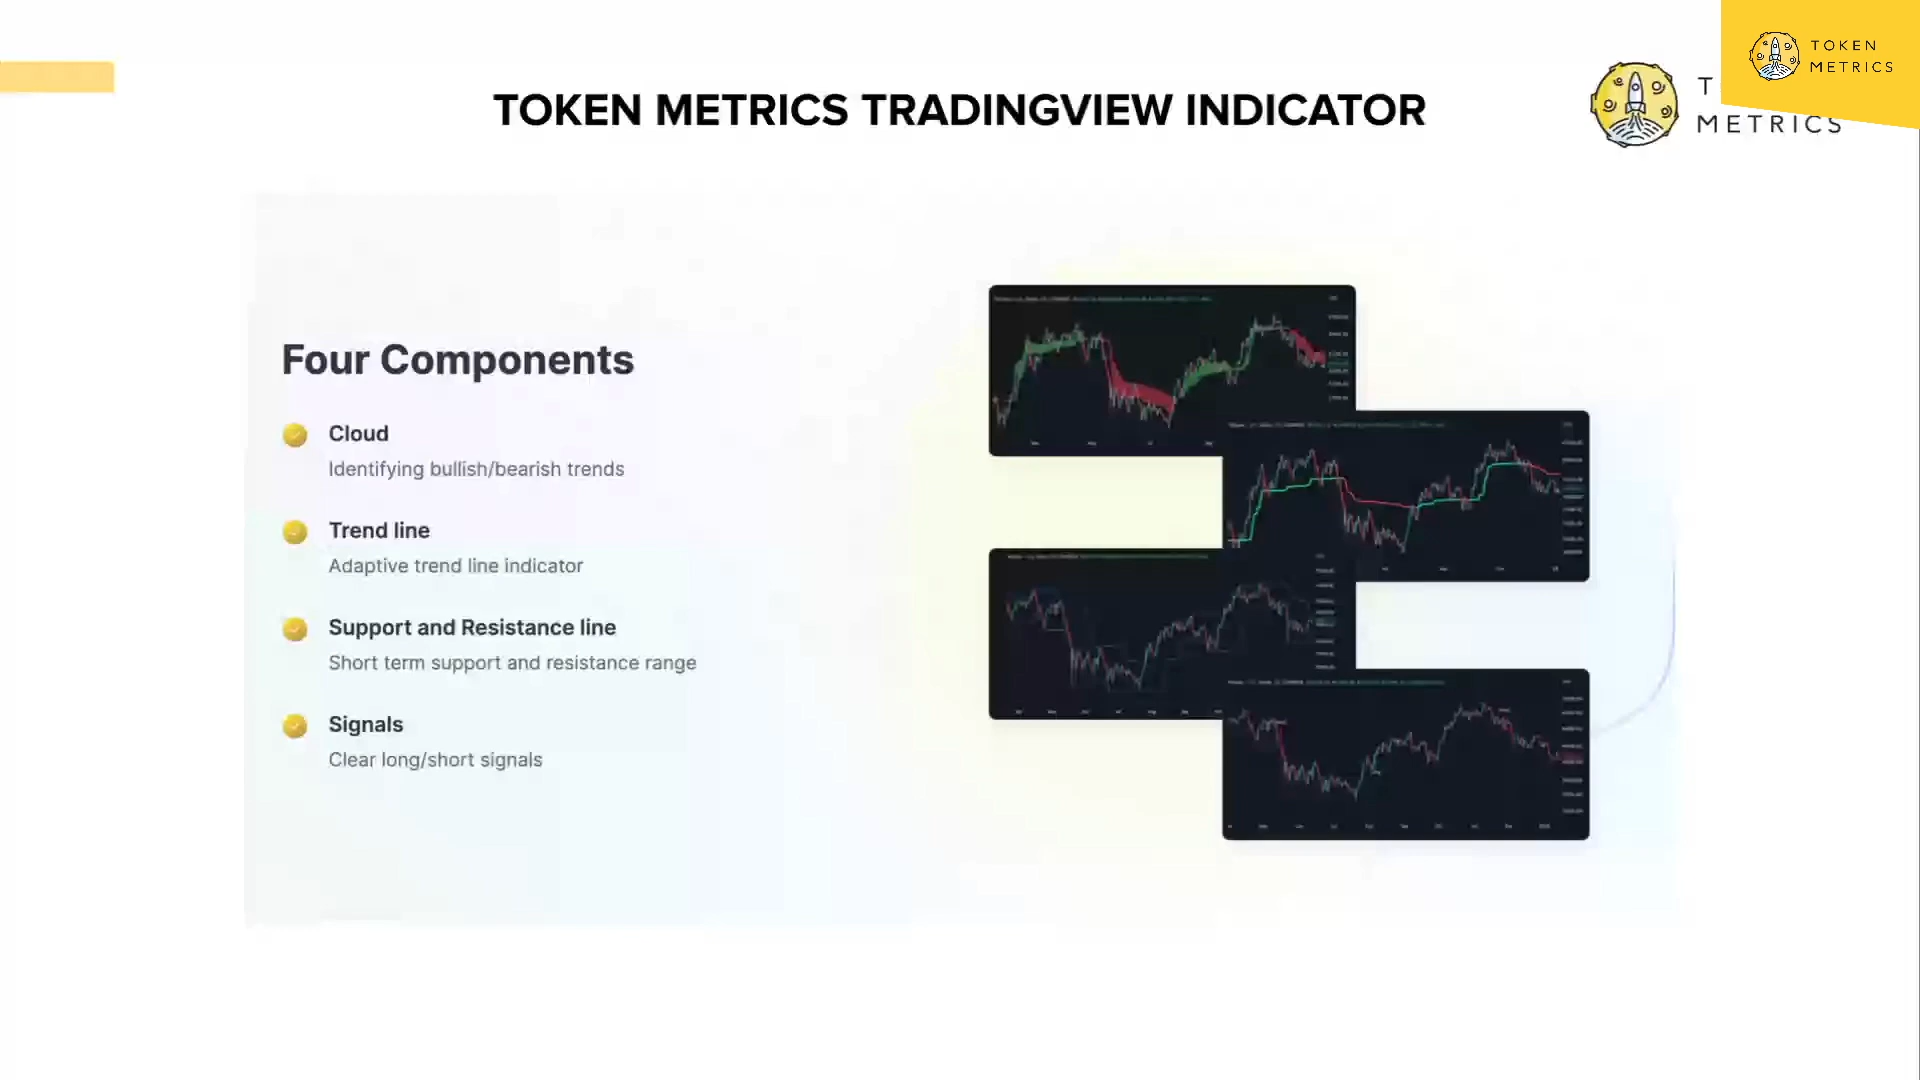 TOKEN METRICS TRADINGVIEW INDICATOR
T
METRICS
TOKEN
METRICS
Four Components
Cloud
Identifying bullish/bearish trends
Trend line
Adaptive trend line indicator
Support and Resistance line
Short term support and resistance range
Signals
Clear long/short signals